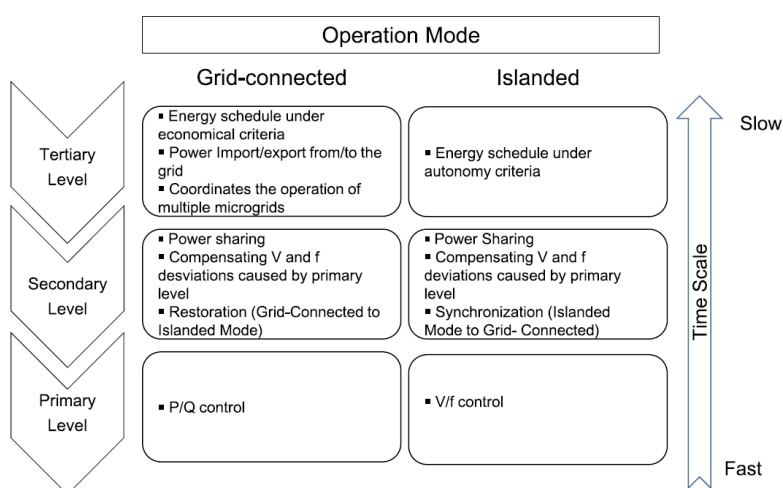 Operation Mode
Grid-connected
Islanded
Tertiary
Level
▪ Energy schedule under
economical criteria
▪ Power Import/export from/to the
grid
▪ Coordinates the operation of
multiple microgrids
▪ Energy schedule under
autonomy criteria
Slow
Secondary
Level
▪ Power sharing
▪ Compensating V and f
desviations caused by primary
level
▪ Restoration (Grid-Connected to
Islanded Mode)
▪ Power Sharing
▪ Compensating V and f
deviations caused by primary
level
▪ Synchronization (Islanded
Mode to Grid- Connected)
Time Scale
Primary
Level
▪ P/Q control
▪ V/f control
Fast